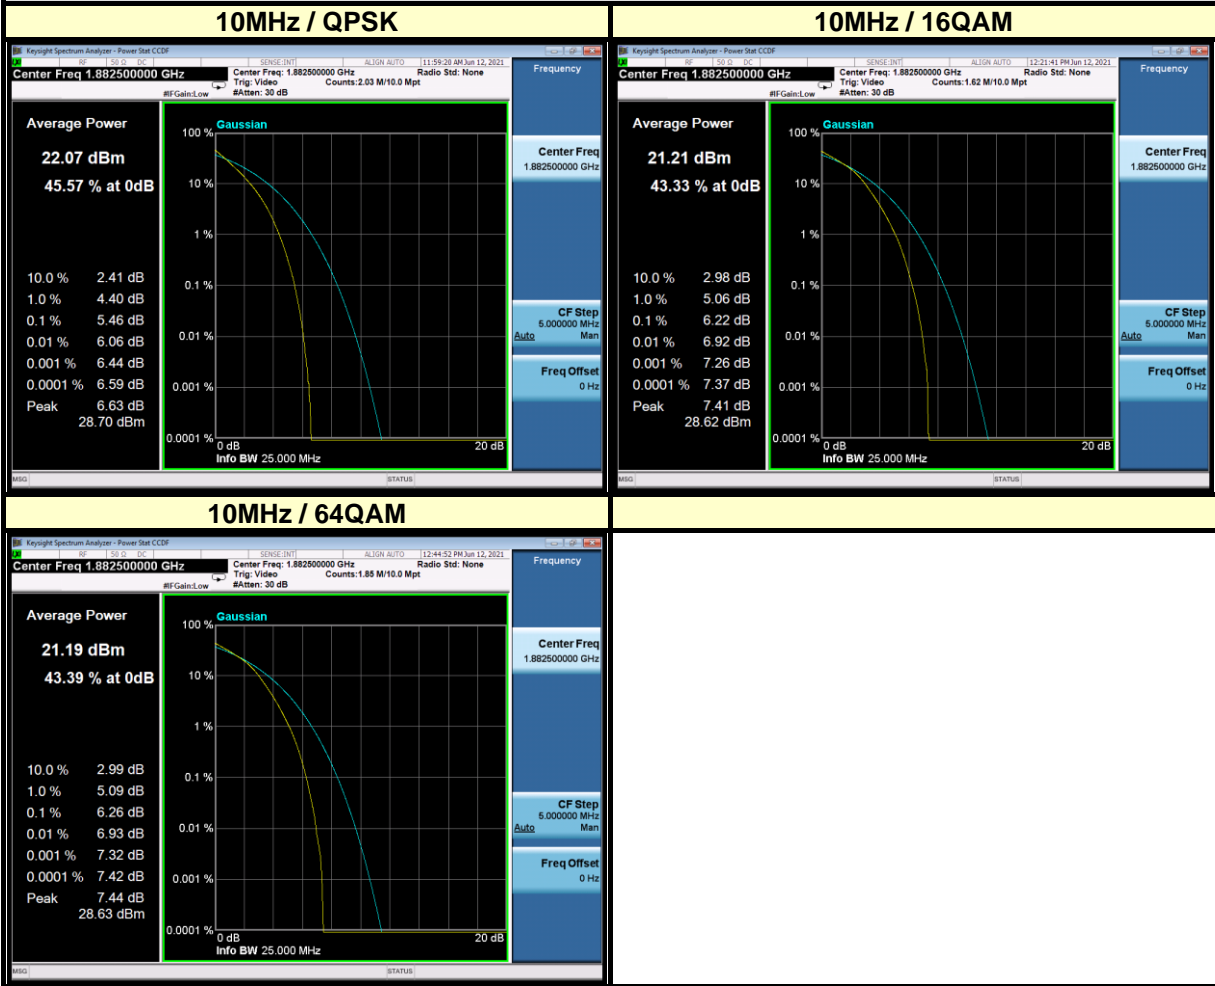 10MHz / QPSK
Keysight Spectrum Analyzer - Power Stat CCDF
RF 50 Ω DC SENSE:INT ALIGN AUTO 11:59:20 AM Jun 12, 2021
Center Freq 1.882500000 GHz
Center Freq: 1.882500000 GHz Radio Std: None
Trig: Video Counts:2.03 M/10.0 Mpt
#IFGain:Low #Atten: 30 dB
Average Power
22.07 dBm
45.57 % at 0dB
10.0 % 2.41 dB
1.0 % 4.40 dB
0.1 % 5.46 dB
0.01 % 6.06 dB
0.001 % 6.44 dB
0.0001 % 6.59 dB
Peak 6.63 dB
28.70 dBm
Gaussian
100 %
10 %
1 %
0.1 %
0.01 %
0.001 %
0.0001 %
0 dB 20 dB
Info BW 25.000 MHz
Frequency
Center Freq
1.882500000 GHz
CF Step
5.000000 MHz
Auto Man
Freq Offset
0 Hz
MSG STATUS
10MHz / 16QAM
Keysight Spectrum Analyzer - Power Stat CCDF
RF 50 Ω DC SENSE:INT ALIGN AUTO 12:21:41 PM Jun 12, 2021
Center Freq 1.882500000 GHz
Center Freq: 1.882500000 GHz Radio Std: None
Trig: Video Counts:1.62 M/10.0 Mpt
#IFGain:Low #Atten: 30 dB
Average Power
21.21 dBm
43.33 % at 0dB
10.0 % 2.98 dB
1.0 % 5.06 dB
0.1 % 6.22 dB
0.01 % 6.92 dB
0.001 % 7.26 dB
0.0001 % 7.37 dB
Peak 7.41 dB
28.62 dBm
Gaussian
100 %
10 %
1 %
0.1 %
0.01 %
0.001 %
0.0001 %
0 dB 20 dB
Info BW 25.000 MHz
Frequency
Center Freq
1.882500000 GHz
CF Step
5.000000 MHz
Auto Man
Freq Offset
0 Hz
MSG STATUS
10MHz / 64QAM
Keysight Spectrum Analyzer - Power Stat CCDF
RF 50 Ω DC SENSE:INT ALIGN AUTO 12:44:52 PM Jun 12, 2021
Center Freq 1.882500000 GHz
Center Freq: 1.882500000 GHz Radio Std: None
Trig: Video Counts:1.85 M/10.0 Mpt
#IFGain:Low #Atten: 30 dB
Average Power
21.19 dBm
43.39 % at 0dB
10.0 % 2.99 dB
1.0 % 5.09 dB
0.1 % 6.26 dB
0.01 % 6.93 dB
0.001 % 7.32 dB
0.0001 % 7.42 dB
Peak 7.44 dB
28.63 dBm
Gaussian
100 %
10 %
1 %
0.1 %
0.01 %
0.001 %
0.0001 %
0 dB 20 dB
Info BW 25.000 MHz
Frequency
Center Freq
1.882500000 GHz
CF Step
5.000000 MHz
Auto Man
Freq Offset
0 Hz
MSG STATUS